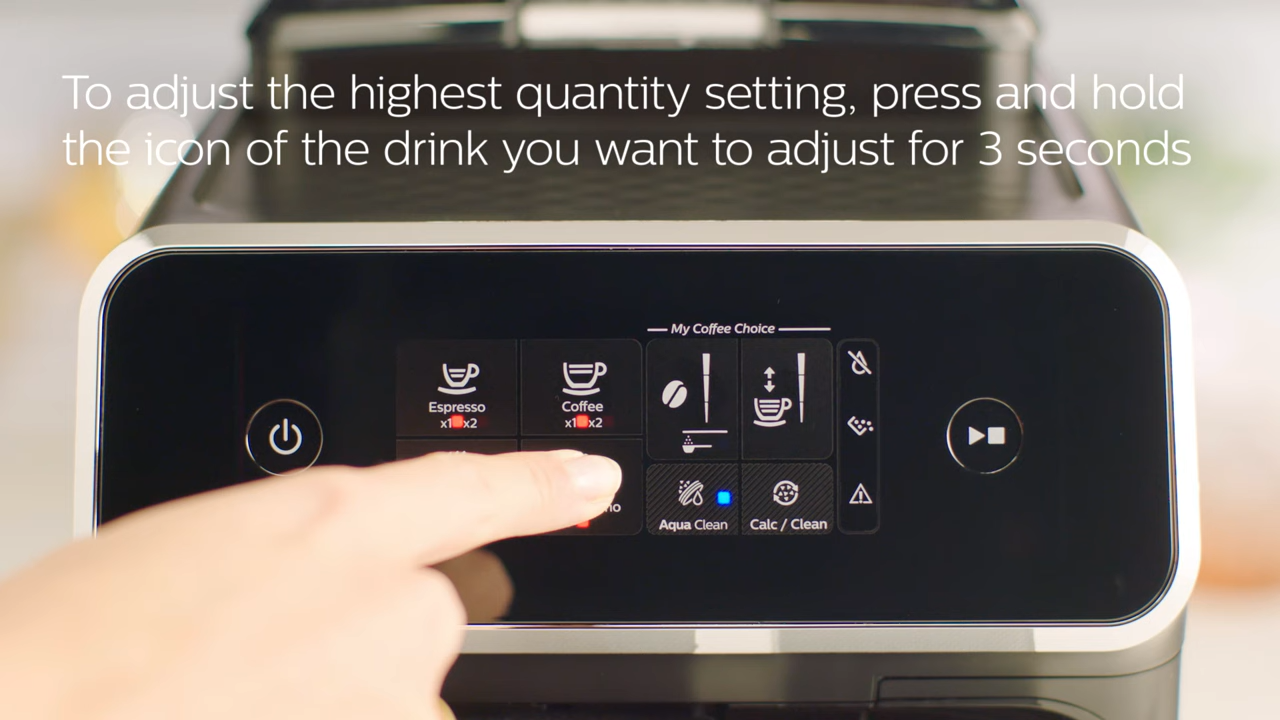 To adjust the highest quantity setting, press and hold
the icon of the drink you want to adjust for 3 seconds
My Coffee Choice
Espresso
x1 x2
Coffee
x1 x2
Aqua Clean
Calc / Clean